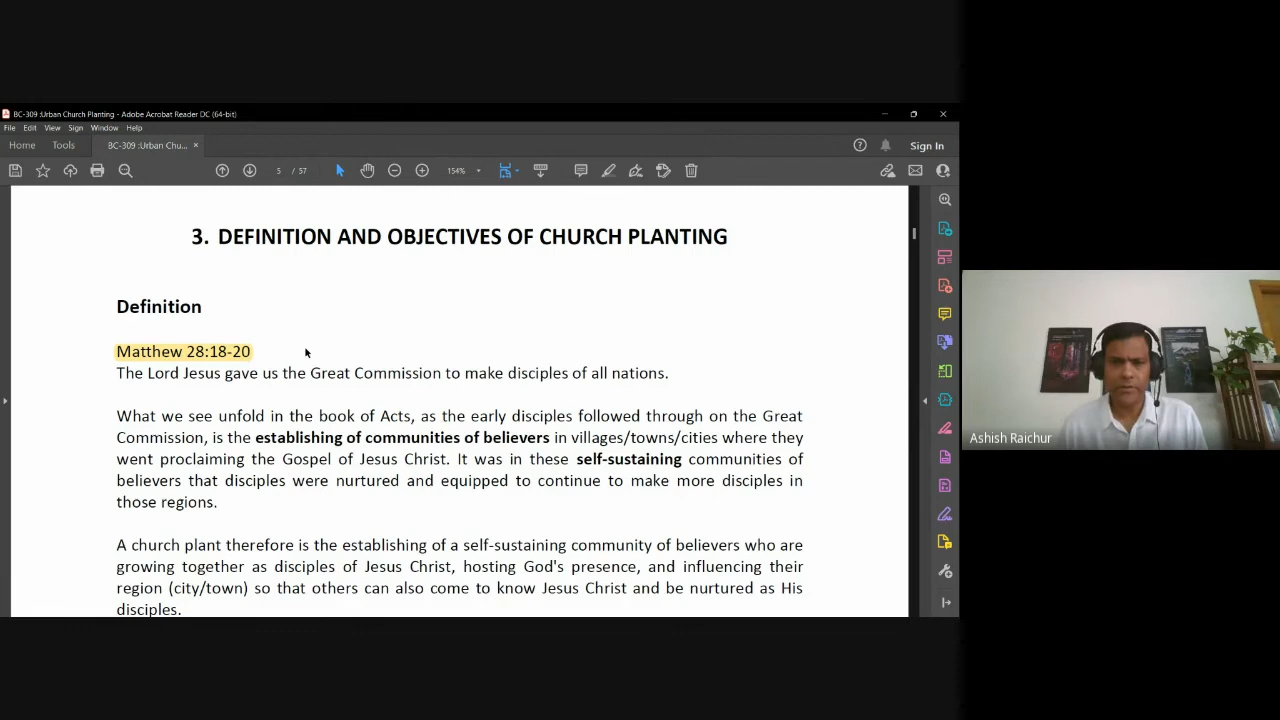 BC-309 :Urban Church Planting - Adobe Acrobat Reader DC (64-bit)
File Edit View Sign Window Help
Home Tools BC-309 :Urban Chu... × Sign In
5 / 57 154%
3. DEFINITION AND OBJECTIVES OF CHURCH PLANTING
Definition
Matthew 28:18-20
The Lord Jesus gave us the Great Commission to make disciples of all nations.
What we see unfold in the book of Acts, as the early disciples followed through on the Great
Commission, is the establishing of communities of believers in villages/towns/cities where they
went proclaiming the Gospel of Jesus Christ. It was in these self-sustaining communities of
believers that disciples were nurtured and equipped to continue to make more disciples in
those regions.
A church plant therefore is the establishing of a self-sustaining community of believers who are
growing together as disciples of Jesus Christ, hosting God's presence, and influencing their
region (city/town) so that others can also come to know Jesus Christ and be nurtured as His
disciples.
Ashish Raichur